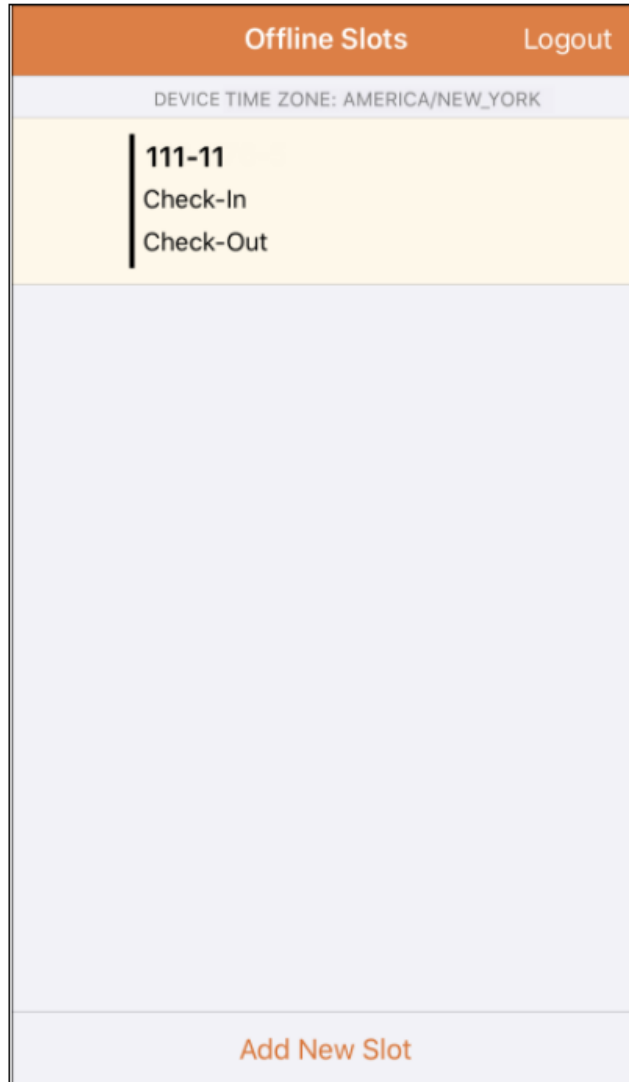 Offline Slots Logout
DEVICE TIME ZONE: AMERICA/NEW_YORK
111-11
Check-In
Check-Out
Add New Slot